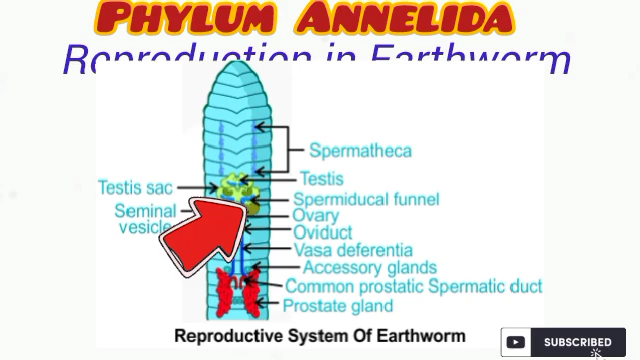 PHYLUM ANNELIDA
Reproduction in Earthworm
Spermatheca
Testis sac
Testis
Seminal vesicle
Spermiducal funnel
Ovary
Oviduct
Vasa deferentia
Accessory glands
Common prostatic Spermatic duct
Prostate gland
Reproductive System Of Earthworm
SUBSCRIBED